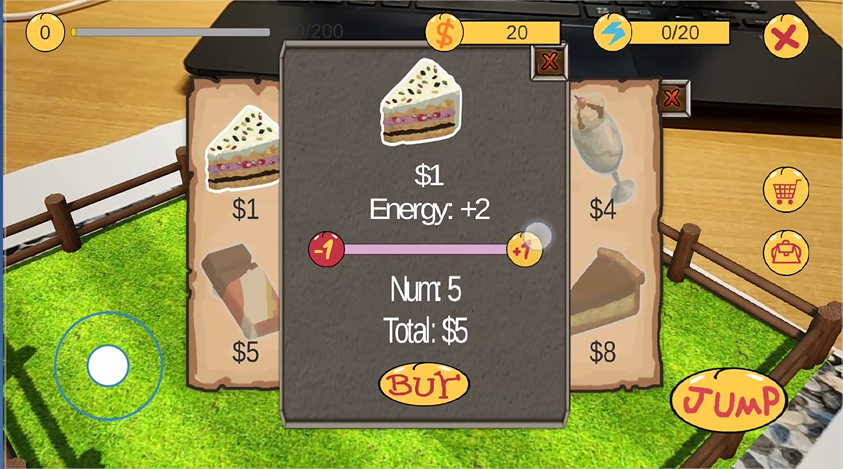 0
/200
$
20
0/20
X
X
X
$1
$1
Energy: +2
$4
-1
+1
Num: 5
Total: $5
$5
$8
BUY
JUMP